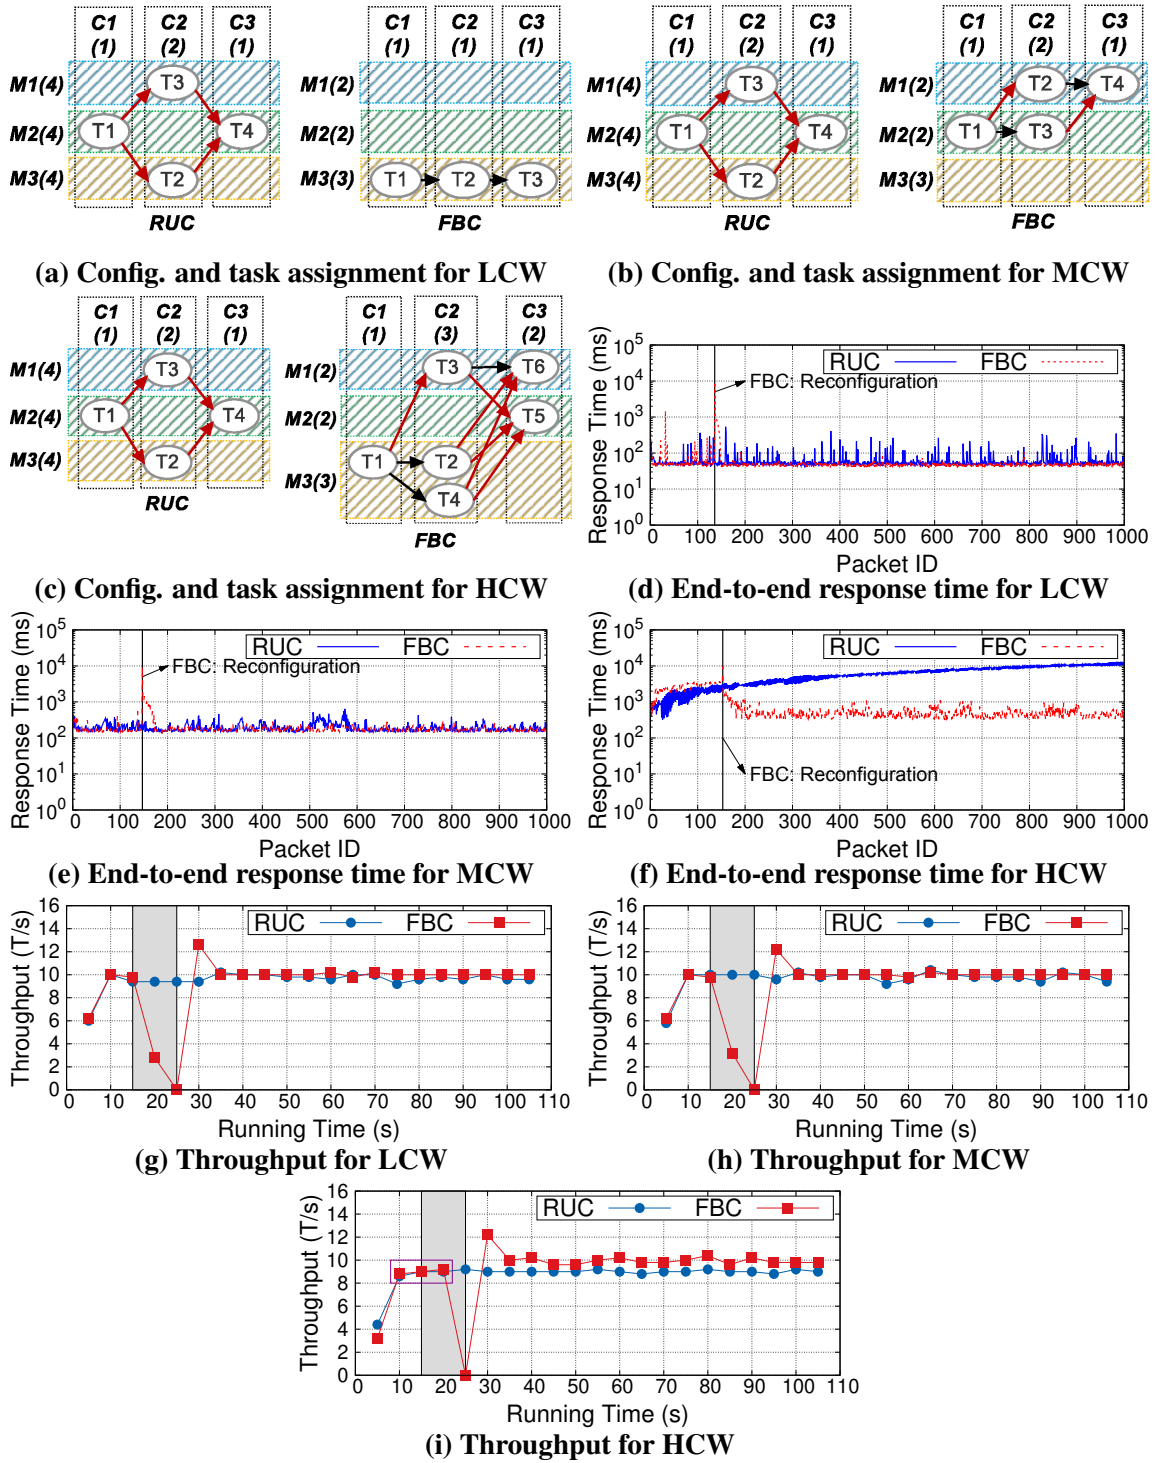 C1 C2 C3
(1) (2) (1)
M1(4) T3
M2(4) T1 T4
M3(4) T2
RUC
C1 C2 C3
(1) (1) (1)
M1(2)
M2(2)
M3(3) T1 T2 T3
FBC
(a) Config. and task assignment for LCW
C1 C2 C3
(1) (2) (1)
M1(4) T3
M2(4) T1 T4
M3(4) T2
RUC
C1 C2 C3
(1) (2) (1)
M1(2) T2 T4
M2(2) T1 T3
M3(3)
FBC
(b) Config. and task assignment for MCW
C1 C2 C3
(1) (2) (1)
M1(4) T3
M2(4) T1 T4
M3(4) T2
RUC
C1 C2 C3
(1) (3) (2)
M1(2) T3 T6
M2(2) T5
M3(3) T1 T2
T4
FBC
(c) Config. and task assignment for HCW
Response Time (ms)
10^5
10^4
10^3
10^2
10^1
10^0
RUC FBC
FBC: Reconfiguration
0 100 200 300 400 500 600 700 800 900 1000
Packet ID
(d) End-to-end response time for LCW
Response Time (ms)
10^5
10^4
10^3
10^2
10^1
10^0
RUC FBC
FBC: Reconfiguration
0 100 200 300 400 500 600 700 800 900 1000
Packet ID
(e) End-to-end response time for MCW
Response Time (ms)
10^5
10^4
10^3
10^2
10^1
10^0
RUC FBC
FBC: Reconfiguration
0 100 200 300 400 500 600 700 800 900 1000
Packet ID
(f) End-to-end response time for HCW
Throughput (T/s)
16
14
12
10
8
6
4
2
0
RUC FBC
0 10 20 30 40 50 60 70 80 90 100 110
Running Time (s)
(g) Throughput for LCW
Throughput (T/s)
16
14
12
10
8
6
4
2
0
RUC FBC
0 10 20 30 40 50 60 70 80 90 100 110
Running Time (s)
(h) Throughput for MCW
Throughput (T/s)
16
14
12
10
8
6
4
2
0
RUC FBC
0 10 20 30 40 50 60 70 80 90 100 110
Running Time (s)
(i) Throughput for HCW